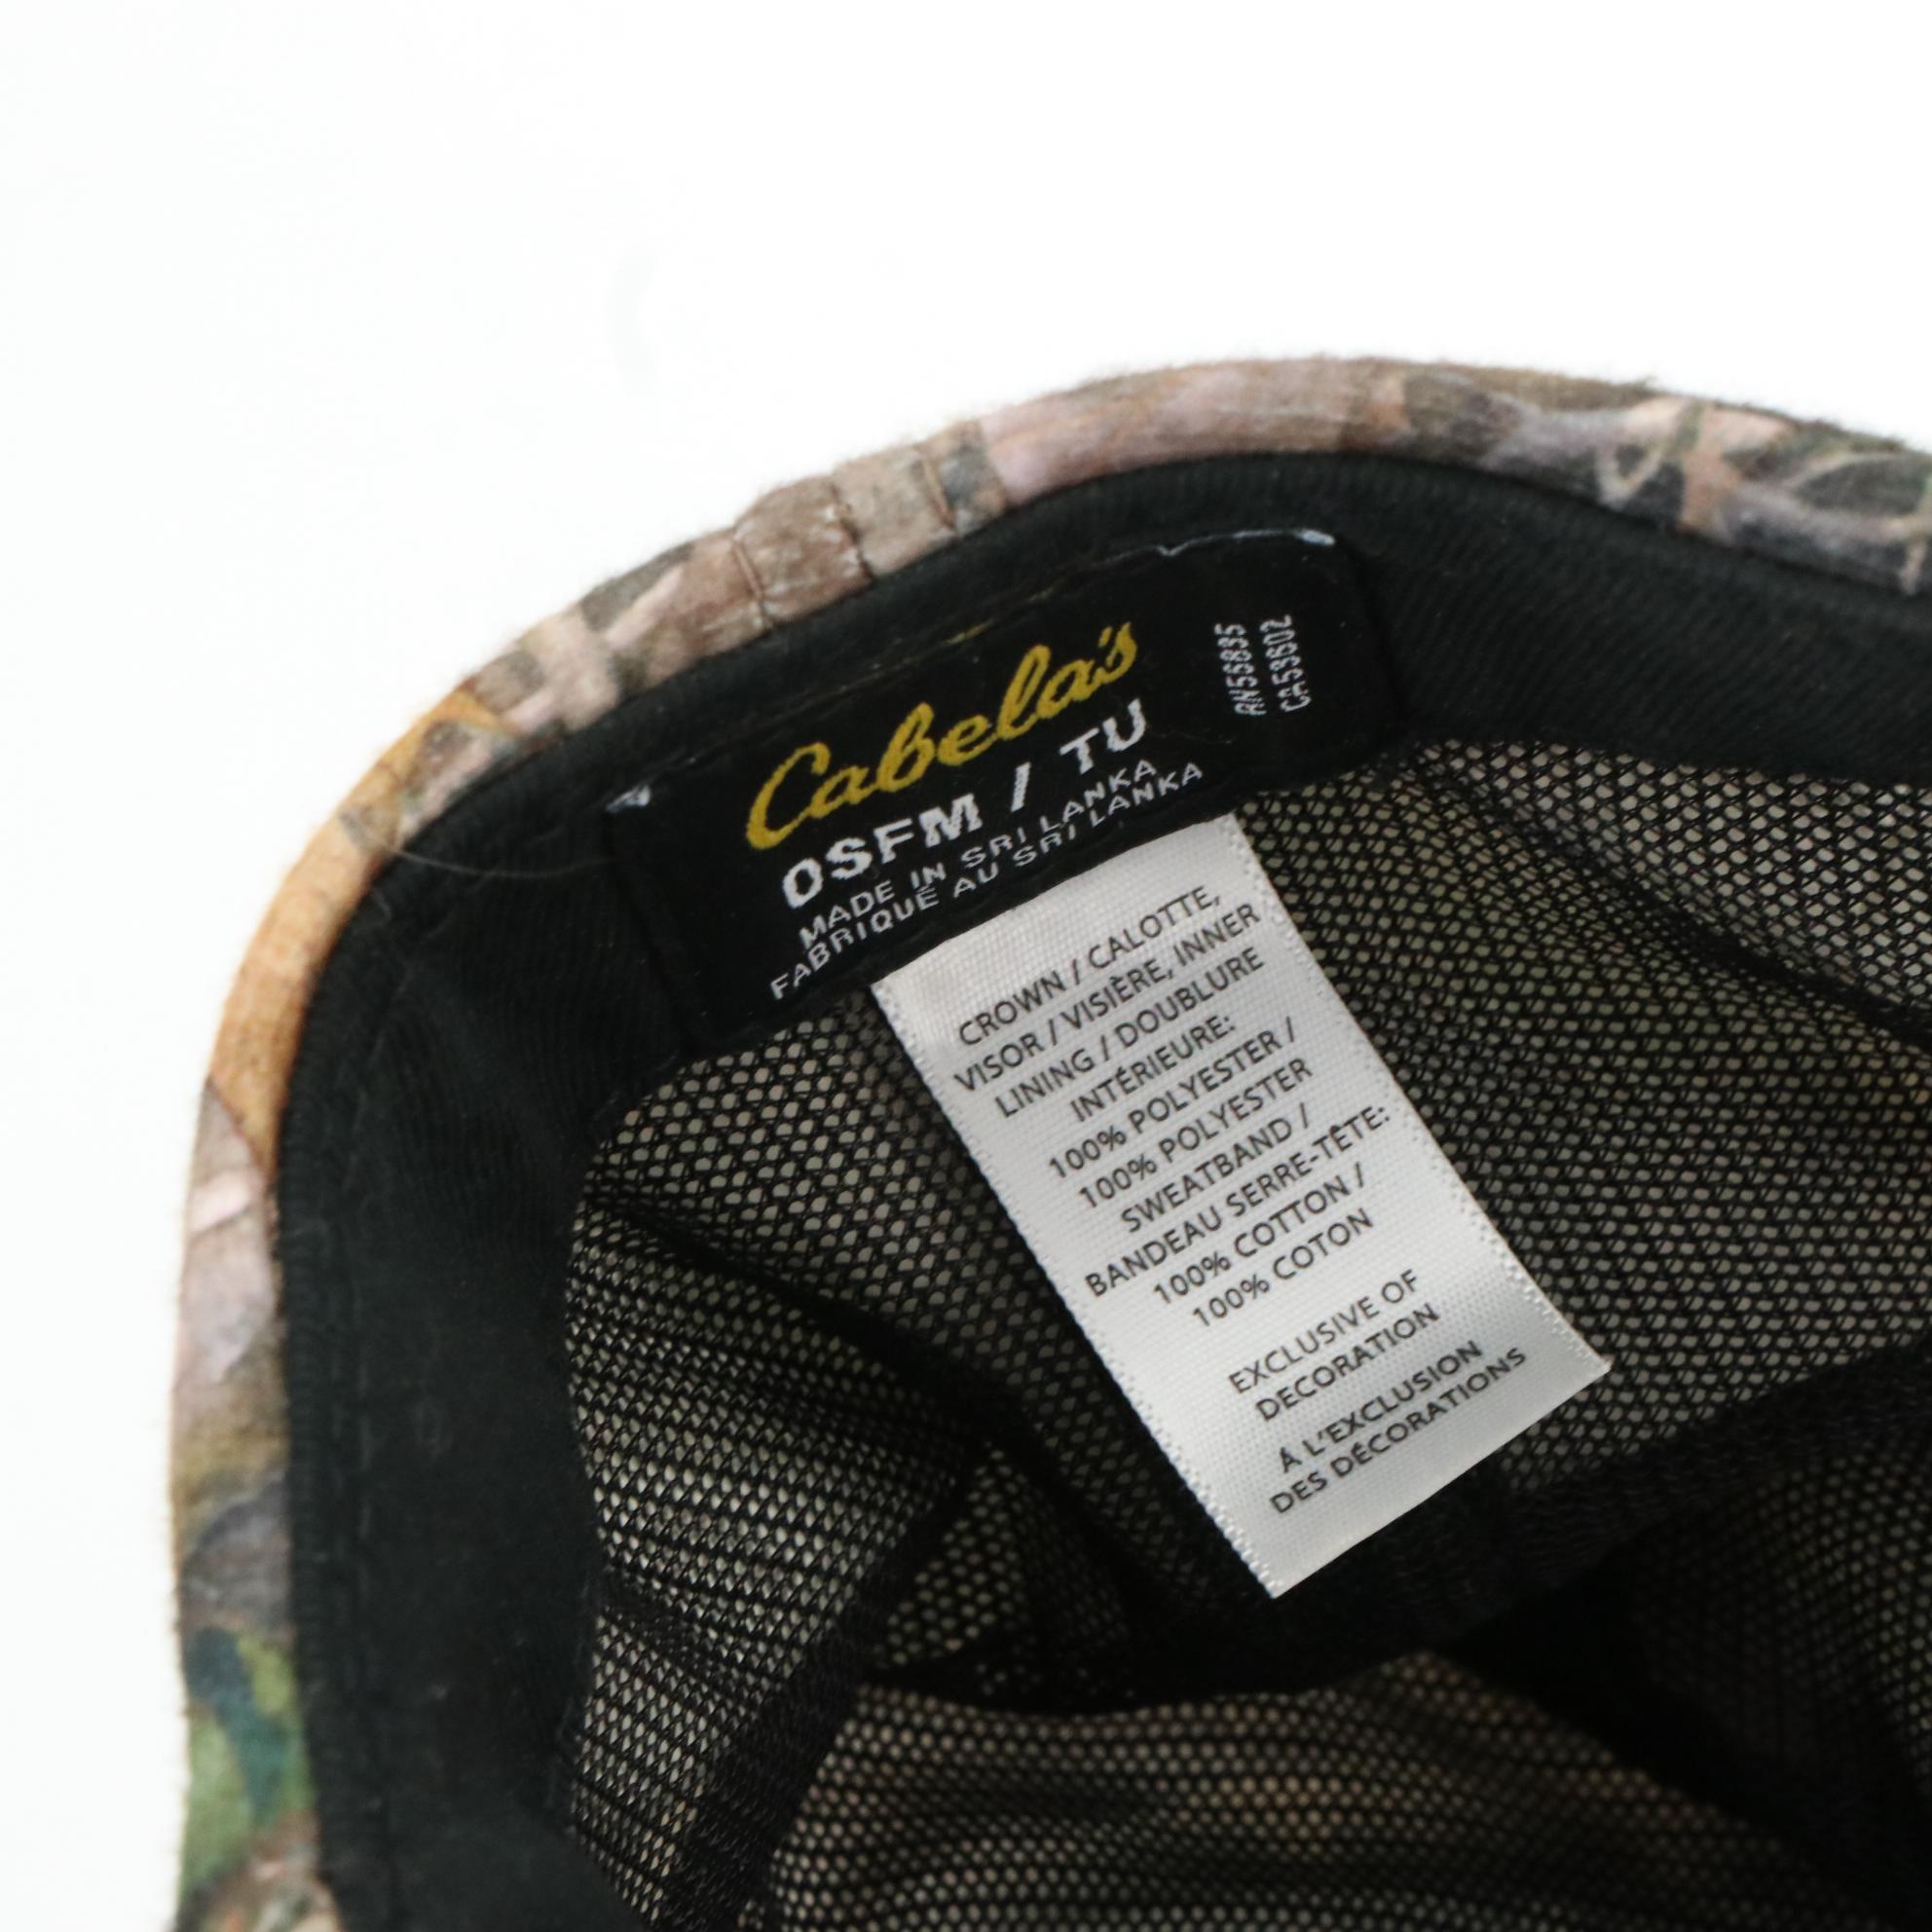 Cabela's
OSFM / TU
MADE IN SRI LANKA
FABRIQUÉ AU SRI LANKA
RN56835
CA53602
CROWN / CALOTTE,
VISOR / VISIÈRE, INNER
LINING / DOUBLURE
INTÉRIEURE:
100% POLYESTER /
100% POLYESTER
SWEATBAND /
BANDEAU SERRE-TÊTE:
100% COTTON /
100% COTON
EXCLUSIVE OF
DECORATION
À L'EXCLUSION
DES DÉCORATIONS